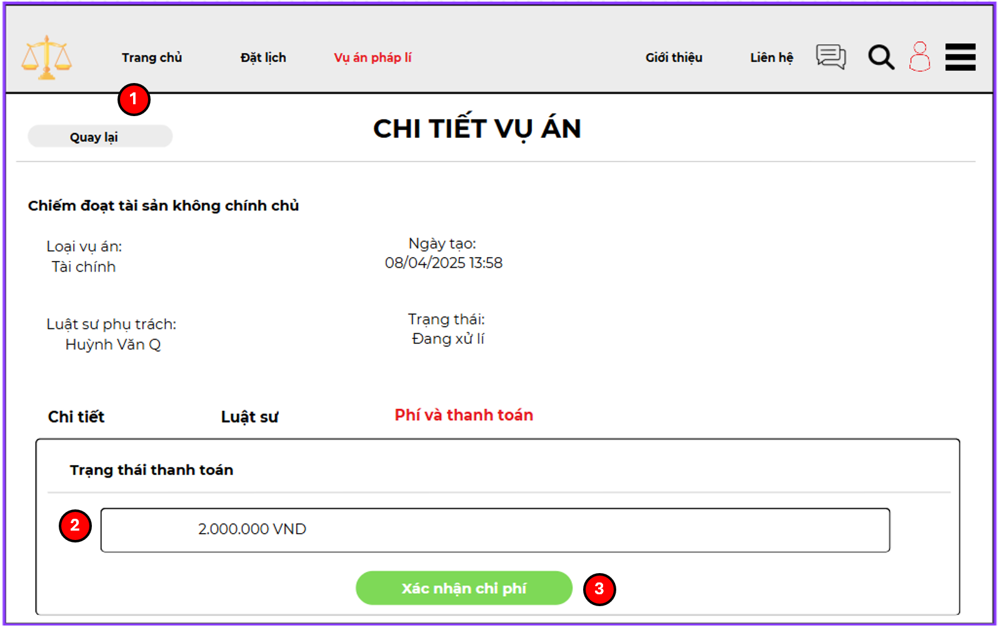 Trang chủ
Đặt lịch
Vụ án pháp lí
Giới thiệu
Liên hệ
1
Quay lại
CHI TIẾT VỤ ÁN
Chiếm đoạt tài sản không chính chủ
Loại vụ án:
Tài chính
Ngày tạo:
08/04/2025 13:58
Luật sư phụ trách:
Huỳnh Văn Q
Trạng thái:
Đang xử lí
Chi tiết
Luật sư
Phí và thanh toán
Trạng thái thanh toán
2
2.000.000 VND
Xác nhận chi phí
3